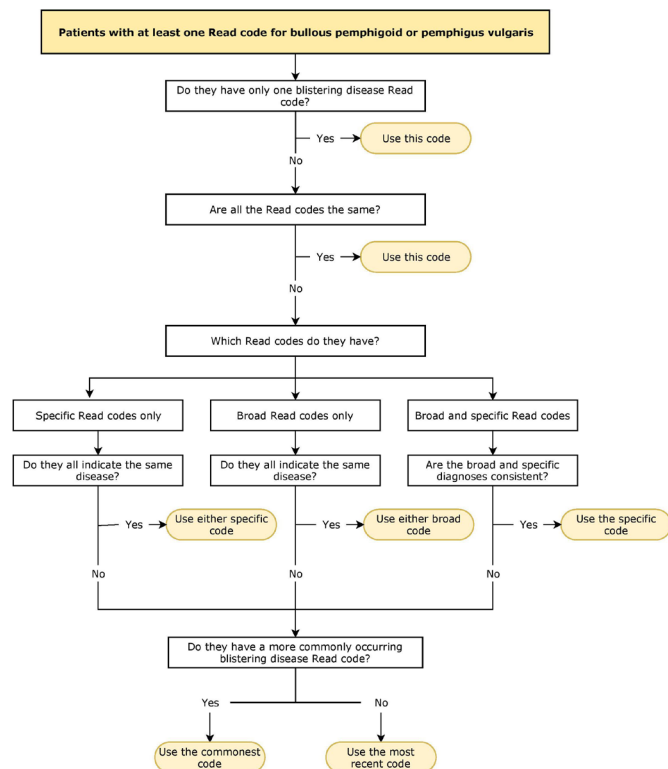 Patients with at least one Read code for bullous pemphigoid or pemphigus vulgaris
Do they have only one blistering disease Read
code?
Yes
Use this code
No
Are all the Read codes the same?
Yes
Use this code
No
Which Read codes do they have?
Specific Read codes only
Broad Read codes only
Broad and specific Read codes
Do they all indicate the same
disease?
Do they all indicate the same
disease?
Are the broad and specific
diagnoses consistent?
Yes
Use either specific
code
Yes
Use either broad
code
Yes
Use the specific
code
No
No
No
Do they have a more commonly occurring
blistering disease Read code?
Yes
No
Use the commonest
code
Use the most
recent code